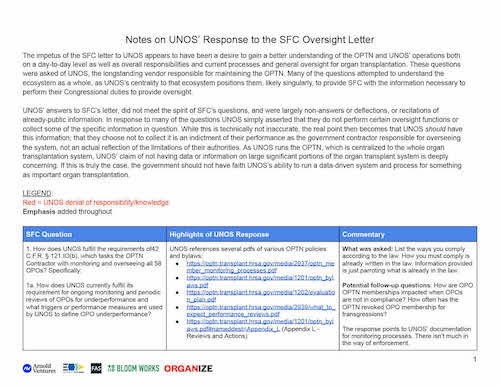 Notes on UNOS' Response to the SFC Oversight Letter
The impetus of the SFC letter to UNOS appears to have been a desire to gain a better understanding of the OPTN and UNOS' operations both
on a day-to-day level as well as overall responsibilities and current processes and general oversight for organ transplantation. These questions
were asked of UNOS, the longstanding vendor responsible for maintaining the OPTN. Many of the questions attempted to understand the
ecosystem as a whole, as UNOS's centrality to that ecosystem positions them, likely singularly, to provide SFC with the information necessary to
perform their Congressional duties to provide oversight.
UNOS' answers to SFC's letter, did not meet the spirit of SFC's questions, and were largely non-answers or deflections, or recitations of
already-public information. In response to many of the questions UNOS simply asserted that they do not perform certain oversight functions or
collect some of the specific information in question. While this is technically not inaccurate, the real point then becomes that UNOS should have
this information; that they choose not to collect it is an indictment of their performance as the government contractor responsible for overseeing
the system, not an actual reflection of the limitations of their authorities. As UNOS runs the OPTN, which is centralized to the whole organ
transplantation system, UNOS' claim of not having data or information on large significant portions of the organ transplant system is deeply
concerning. If this is truly the case, the government should not have faith UNOS's ability to run a data-driven system and process for something
as important organ transplantation.
LEGEND:
Red = UNOS denial of responsibility/knowledge
Emphasis added throughout
SFC Question
Highlights of UNOS Response
Commentary
1. How does UNOS fulfill the requirements of42
C.F.R. § 121.IO(b), which tasks the OPTN
Contractor with monitoring and overseeing all 58
OPOs? Specifically:
1a. How does UNOS currently fulfill its
requirement for ongoing monitoring and periodic
reviews of OPOs for underperformance and
what triggers or performance measures are used
by UNOS to define OPO underperformance?
UNOS references several pdfs of various OPTN policies
and bylaws:
● https://optn.transplant.hrsa.gov/media/2037/optn_me
mber_monitoring_processes.pdf
● https://optn.transplant.hrsa.gov/media/1201/optn_byl
aws.pdf
● https://optn.transplant.hrsa.gov/media/1202/evaluatio
n_plan.pdf
● https://optn.transplant.hrsa.gov/media/2939/what_to_
expect_performance_reviews.pdf
● https://optn.transplant.hrsa.gov/media/1201/optn_byl
aws.pdf#nameddest=Appendix_L (Appendix L -
Reviews and Actions)
What was asked: List the ways you comply
according to the law. How you must comply is
already written in the law. Information provided
is just parroting what is already in the law.
Potential follow-up questions: How are OPO
OPTN memberships impacted when OPOs
are not in compliance? How often has the
OPTN revoked OPO membership for
transgressions?
The response points to UNOS' documentation
for monitoring processes. There isn't much in
the way of enforcement.
1
Arnold
Ventures
FAS
BLOOM WORKS
ORGANIZE